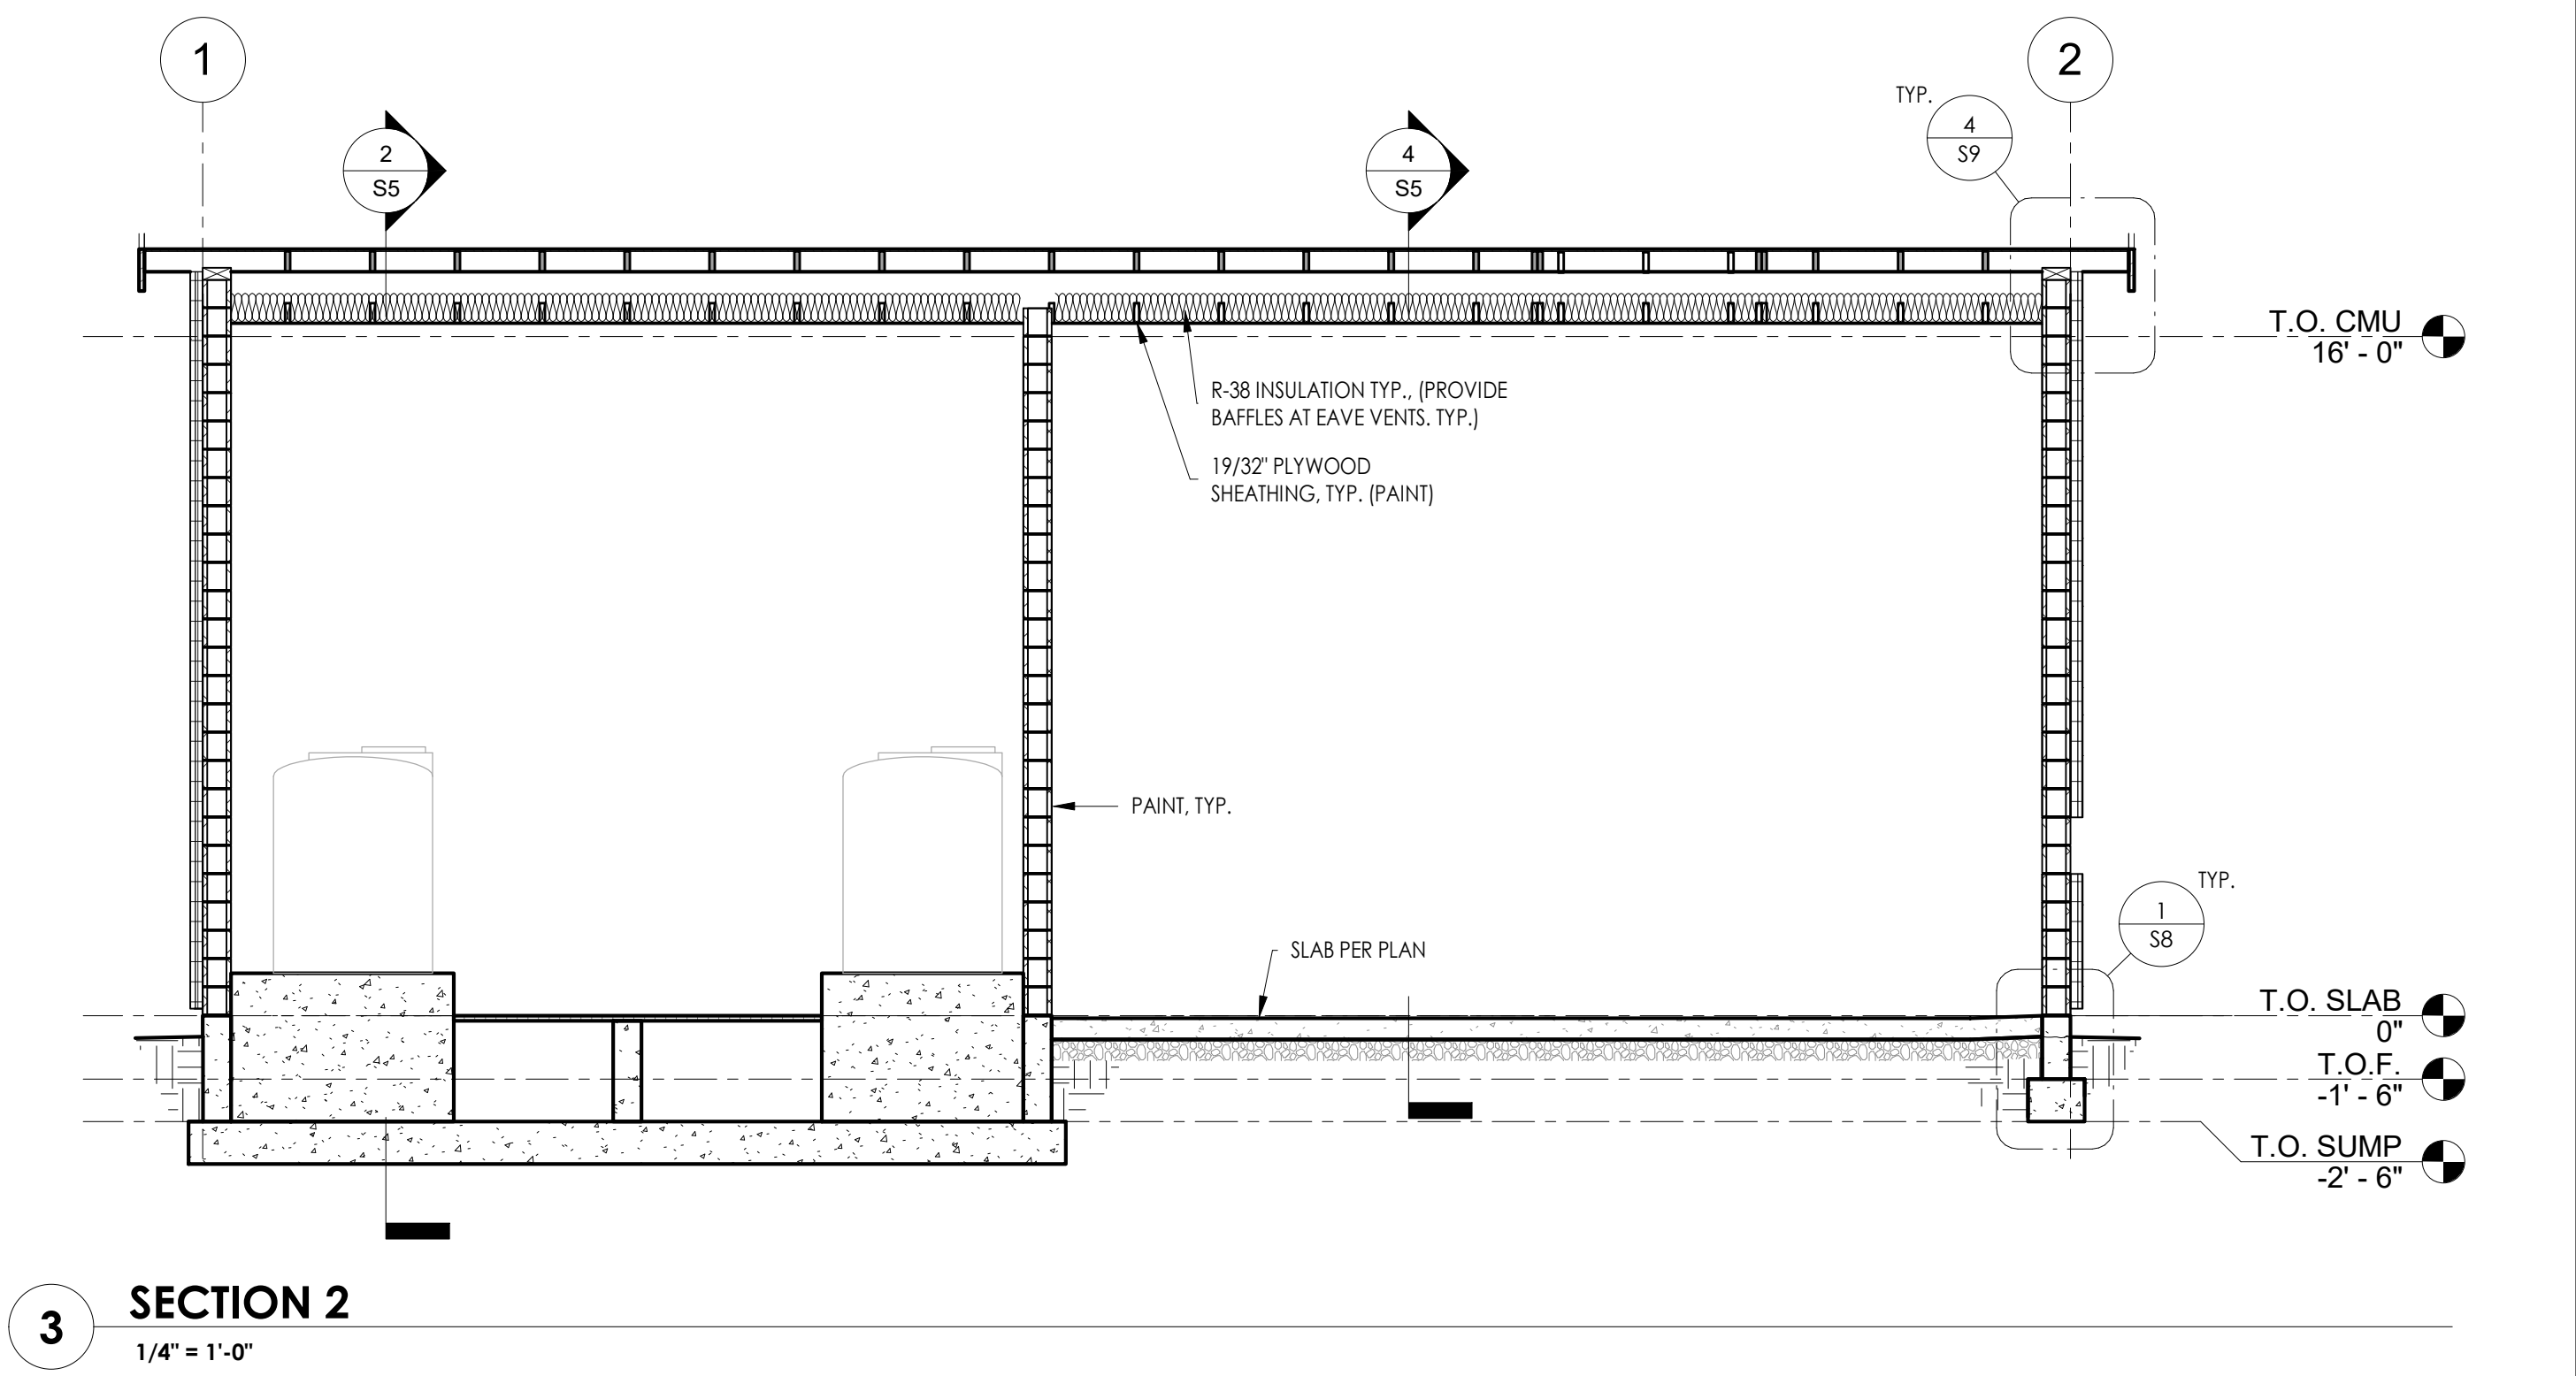 1
2
TYP.
4
S9
2
S5
4
S5
T.O. CMU
16' - 0"
R-38 INSULATION TYP., (PROVIDE
BAFFLES AT EAVE VENTS. TYP.)
19/32" PLYWOOD
SHEATHING, TYP. (PAINT)
PAINT, TYP.
TYP.
1
S8
SLAB PER PLAN
T.O. SLAB
0"
T.O.F.
-1' - 6"
T.O. SUMP
-2' - 6"
3
SECTION 2
1/4" = 1'-0"